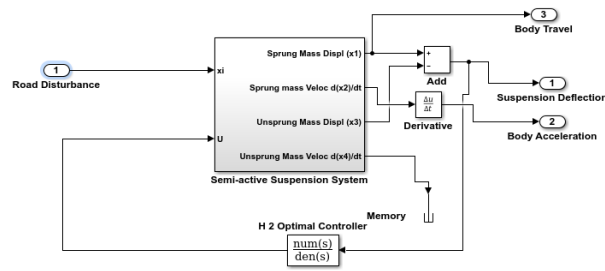 3
Body Travel
1
Road Disturbance
xi
Sprung Mass Displ (x1)
+
−
Add
1
Suspension Deflection
Sprung mass Veloc d(x2)/dt
Δu
Δt
Derivative
2
Body Acceleration
Unsprung Mass Displ (x3)
U
Unsprung Mass Veloc d(x4)/dt
Semi-active Suspension System
Memory
H 2 Optimal Controller
num(s)
den(s)